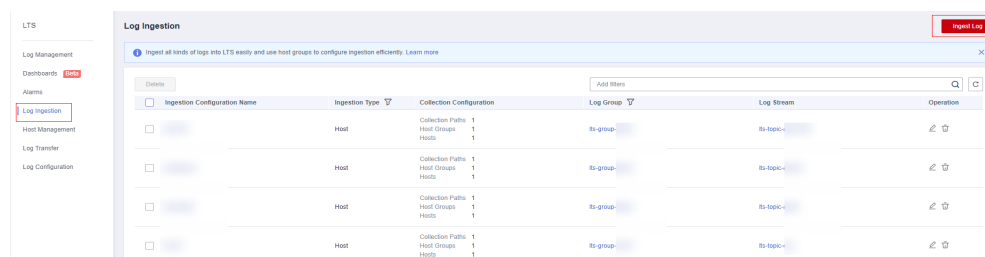 LTS
Log Management
Dashboards Beta
Alarms
Log Ingestion
Host Management
Log Transfer
Log Configuration
Log Ingestion
Ingest Log
Ingest all kinds of logs into LTS easily and use host groups to configure ingestion efficiently. Learn more
Delete
Add filters
Ingestion Configuration Name Ingestion Type Collection Configuration Log Group Log Stream Operation
Collection Paths 1
Host Host Groups 1 lts-group- lts-topic-
Hosts 1
Collection Paths 1
Host Host Groups 1 lts-group- lts-topic-
Hosts 1
Collection Paths 1
Host Host Groups 1 lts-group- lts-topic-
Hosts 1
Collection Paths 1
Host Host Groups 1 lts-group- lts-topic-
Hosts 1